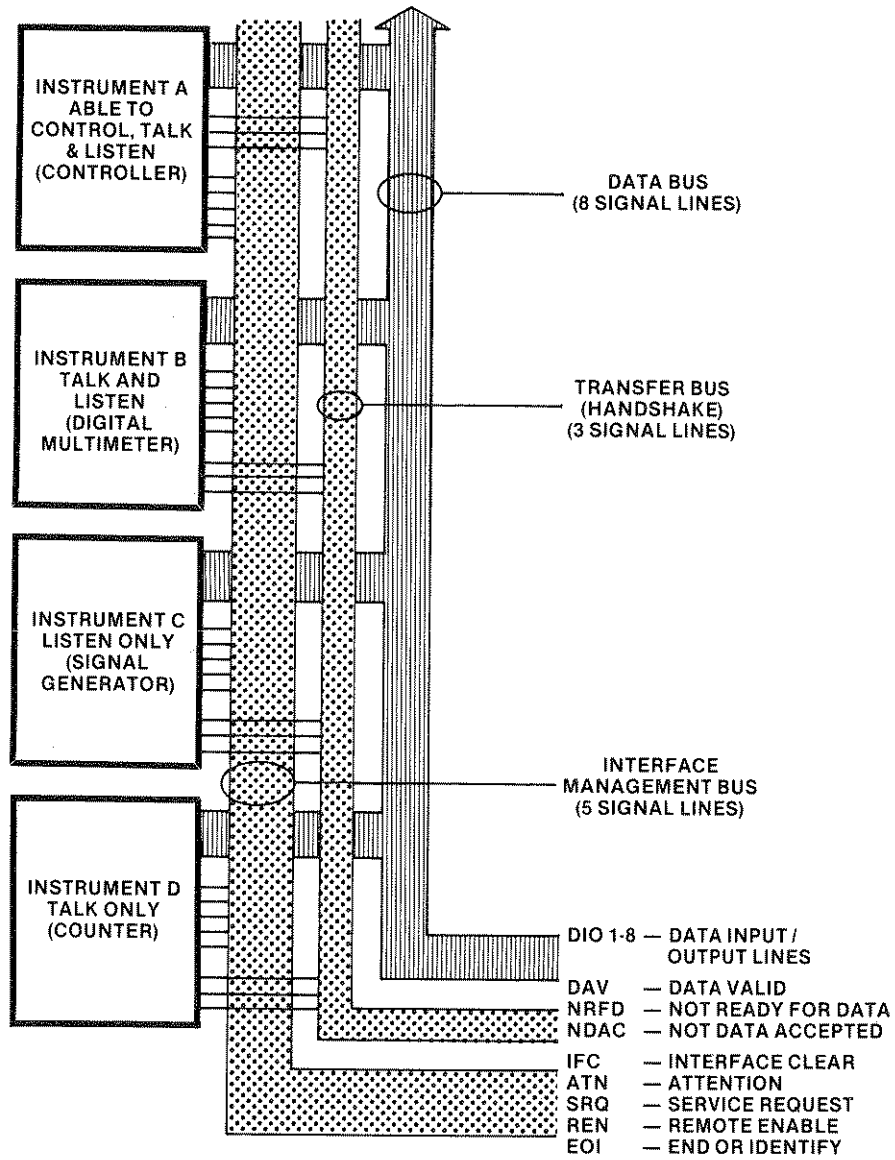 INSTRUMENT A
ABLE TO
CONTROL, TALK
& LISTEN
(CONTROLLER)
DATA BUS
(8 SIGNAL LINES)
INSTRUMENT B
TALK AND
LISTEN
(DIGITAL
MULTIMETER)
TRANSFER BUS
(HANDSHAKE)
(3 SIGNAL LINES)
INSTRUMENT C
LISTEN ONLY
(SIGNAL
GENERATOR)
INTERFACE
MANAGEMENT BUS
(5 SIGNAL LINES)
INSTRUMENT D
TALK ONLY
(COUNTER)
DIO 1-8 — DATA INPUT /
OUTPUT LINES
DAV — DATA VALID
NRFD — NOT READY FOR DATA
NDAC — NOT DATA ACCEPTED
IFC — INTERFACE CLEAR
ATN — ATTENTION
SRQ — SERVICE REQUEST
REN — REMOTE ENABLE
EOI — END OR IDENTIFY